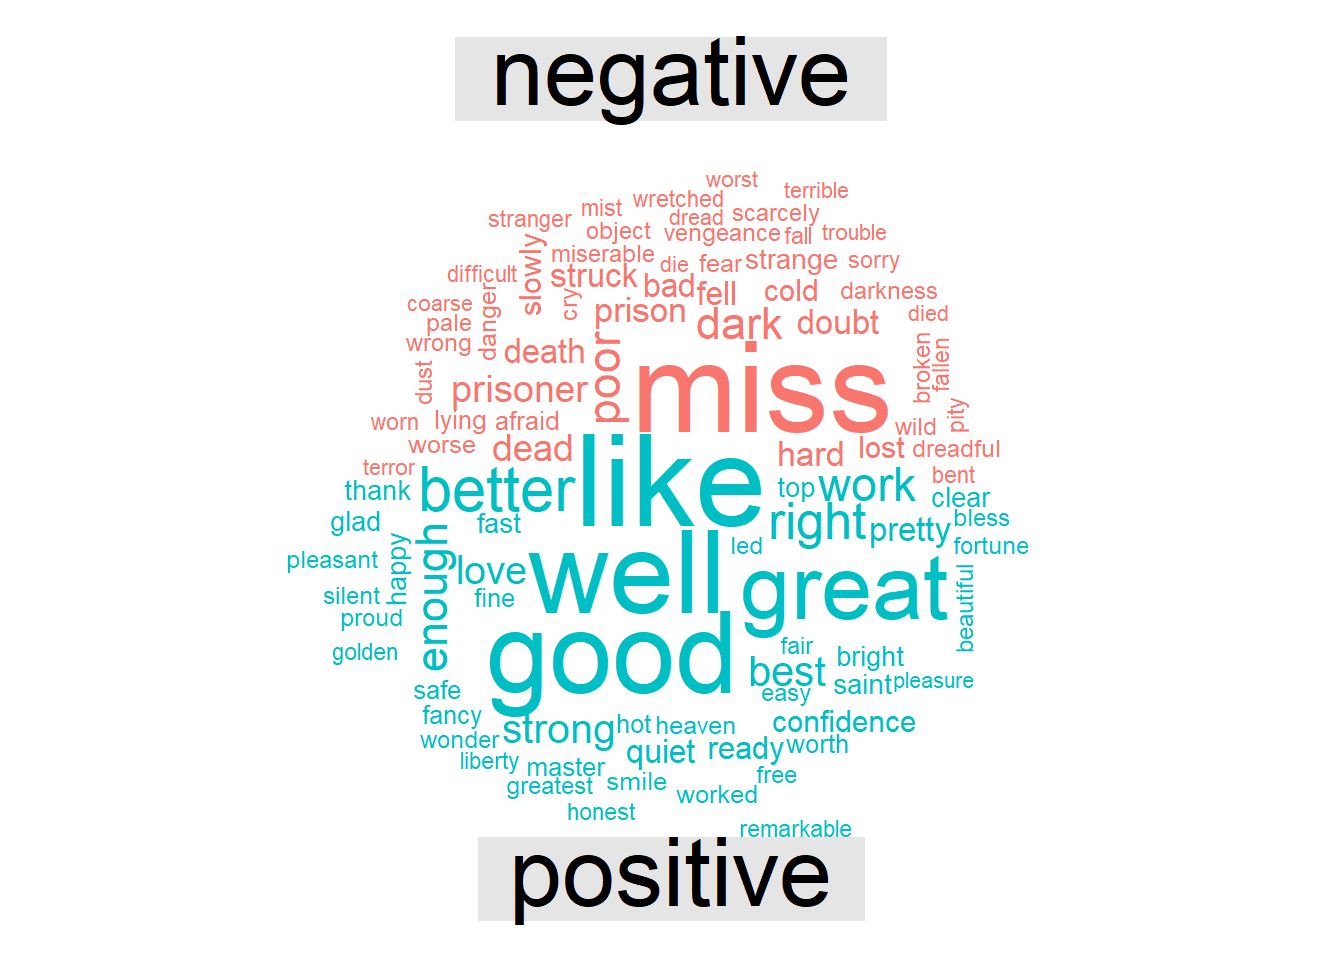 negative
worst
terrible
wretched
mist
dread
scarcely
stranger
object
vengeance
fall
trouble
slowly
miserable
die
fear
strange
sorry
difficult
struck
bad
fell
cold
darkness
coarse
danger
cry
prison
dark
doubt
died
pale
wrong
death
poor
miss
broken
fallen
dust
prisoner
worn
lying
afraid
wild
pity
worse
dead
hard
lost
dreadful
terror
like
bent
thank
better
top
work
clear
glad
fast
right
pretty
bless
enough
well
led
fortune
pleasant
happy
love
great
beautiful
silent
fine
proud
good
fair
golden
best
bright
safe
easy
saint
pleasure
fancy
strong
hot
heaven
confidence
wonder
quiet
ready
worth
liberty
master
free
greatest
smile
worked
honest
remarkable
positive